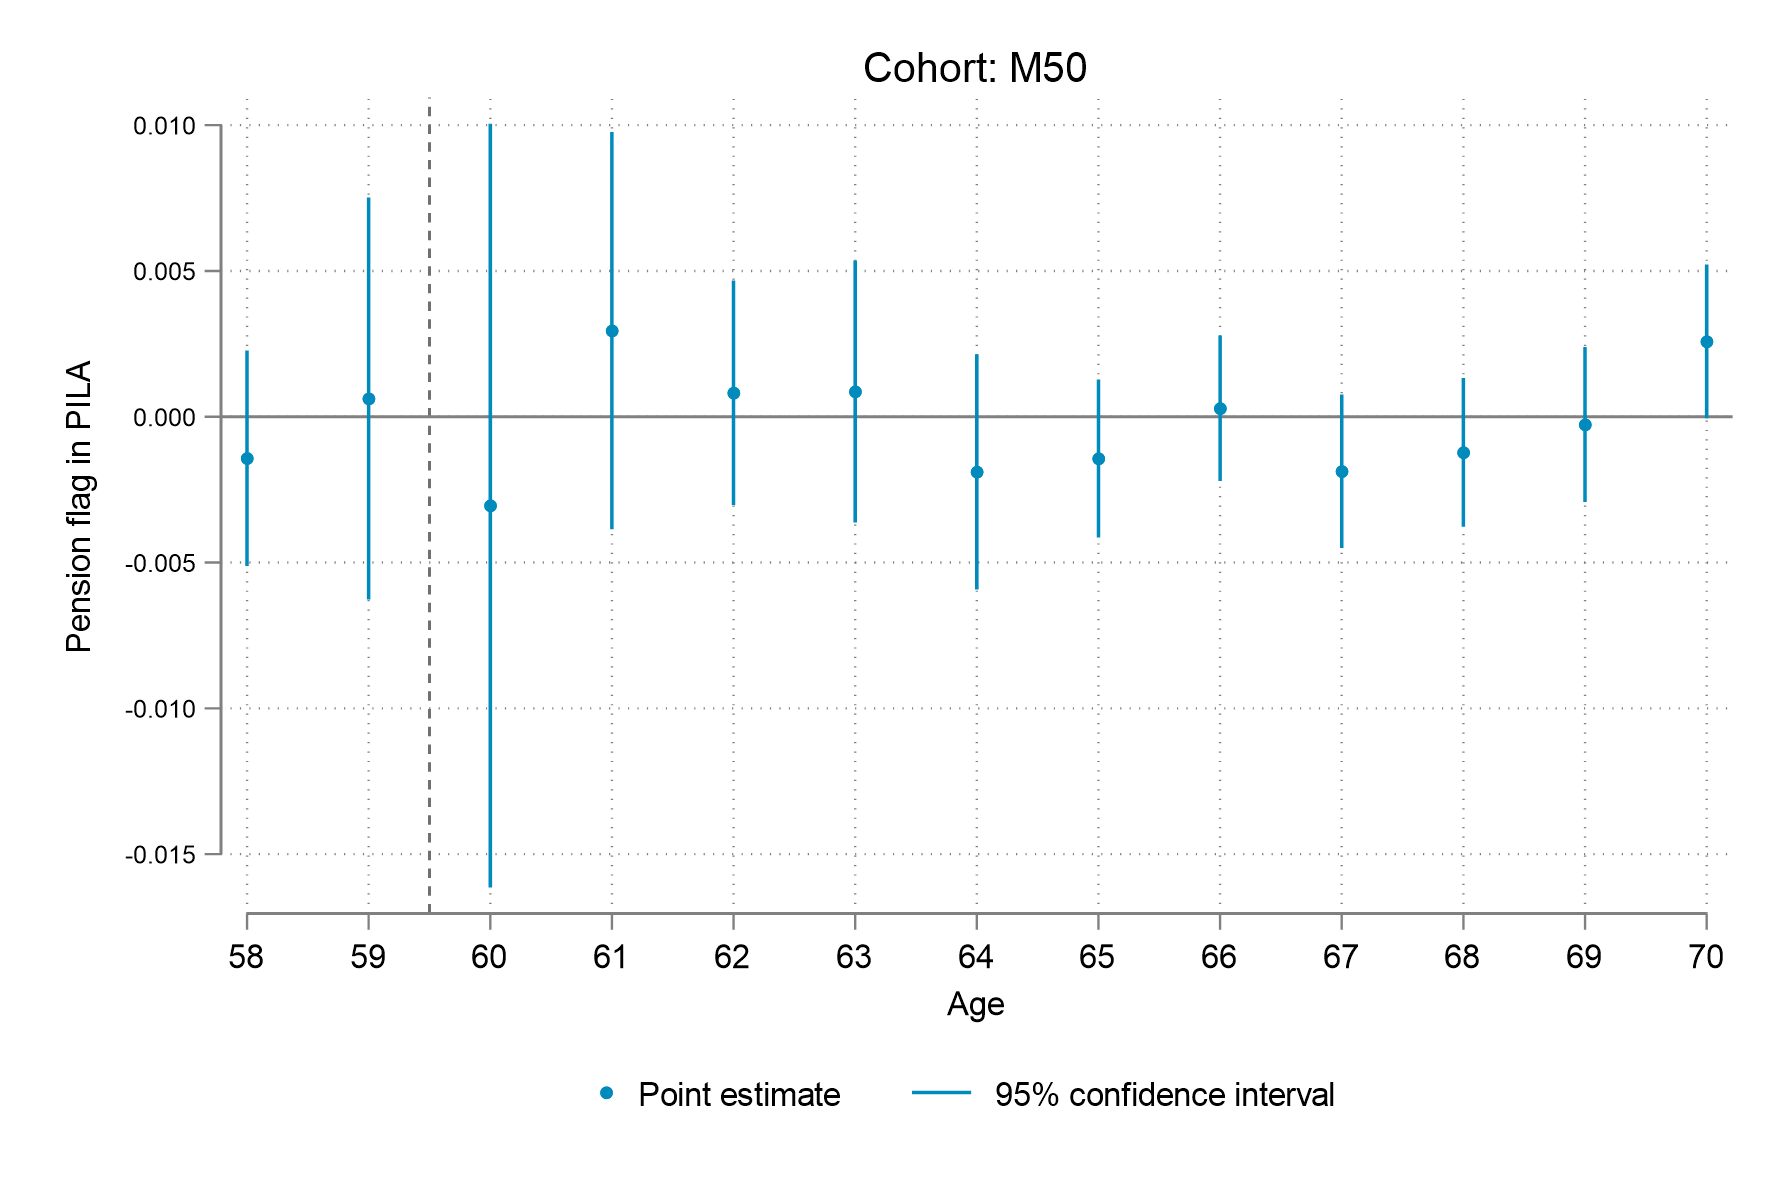 Cohort: M50
0.010
0.005
0.000
-0.005
-0.010
-0.015
Pension flag in PILA
58 59 60 61 62 63 64 65 66 67 68 69 70
Age
Point estimate 95% confidence interval